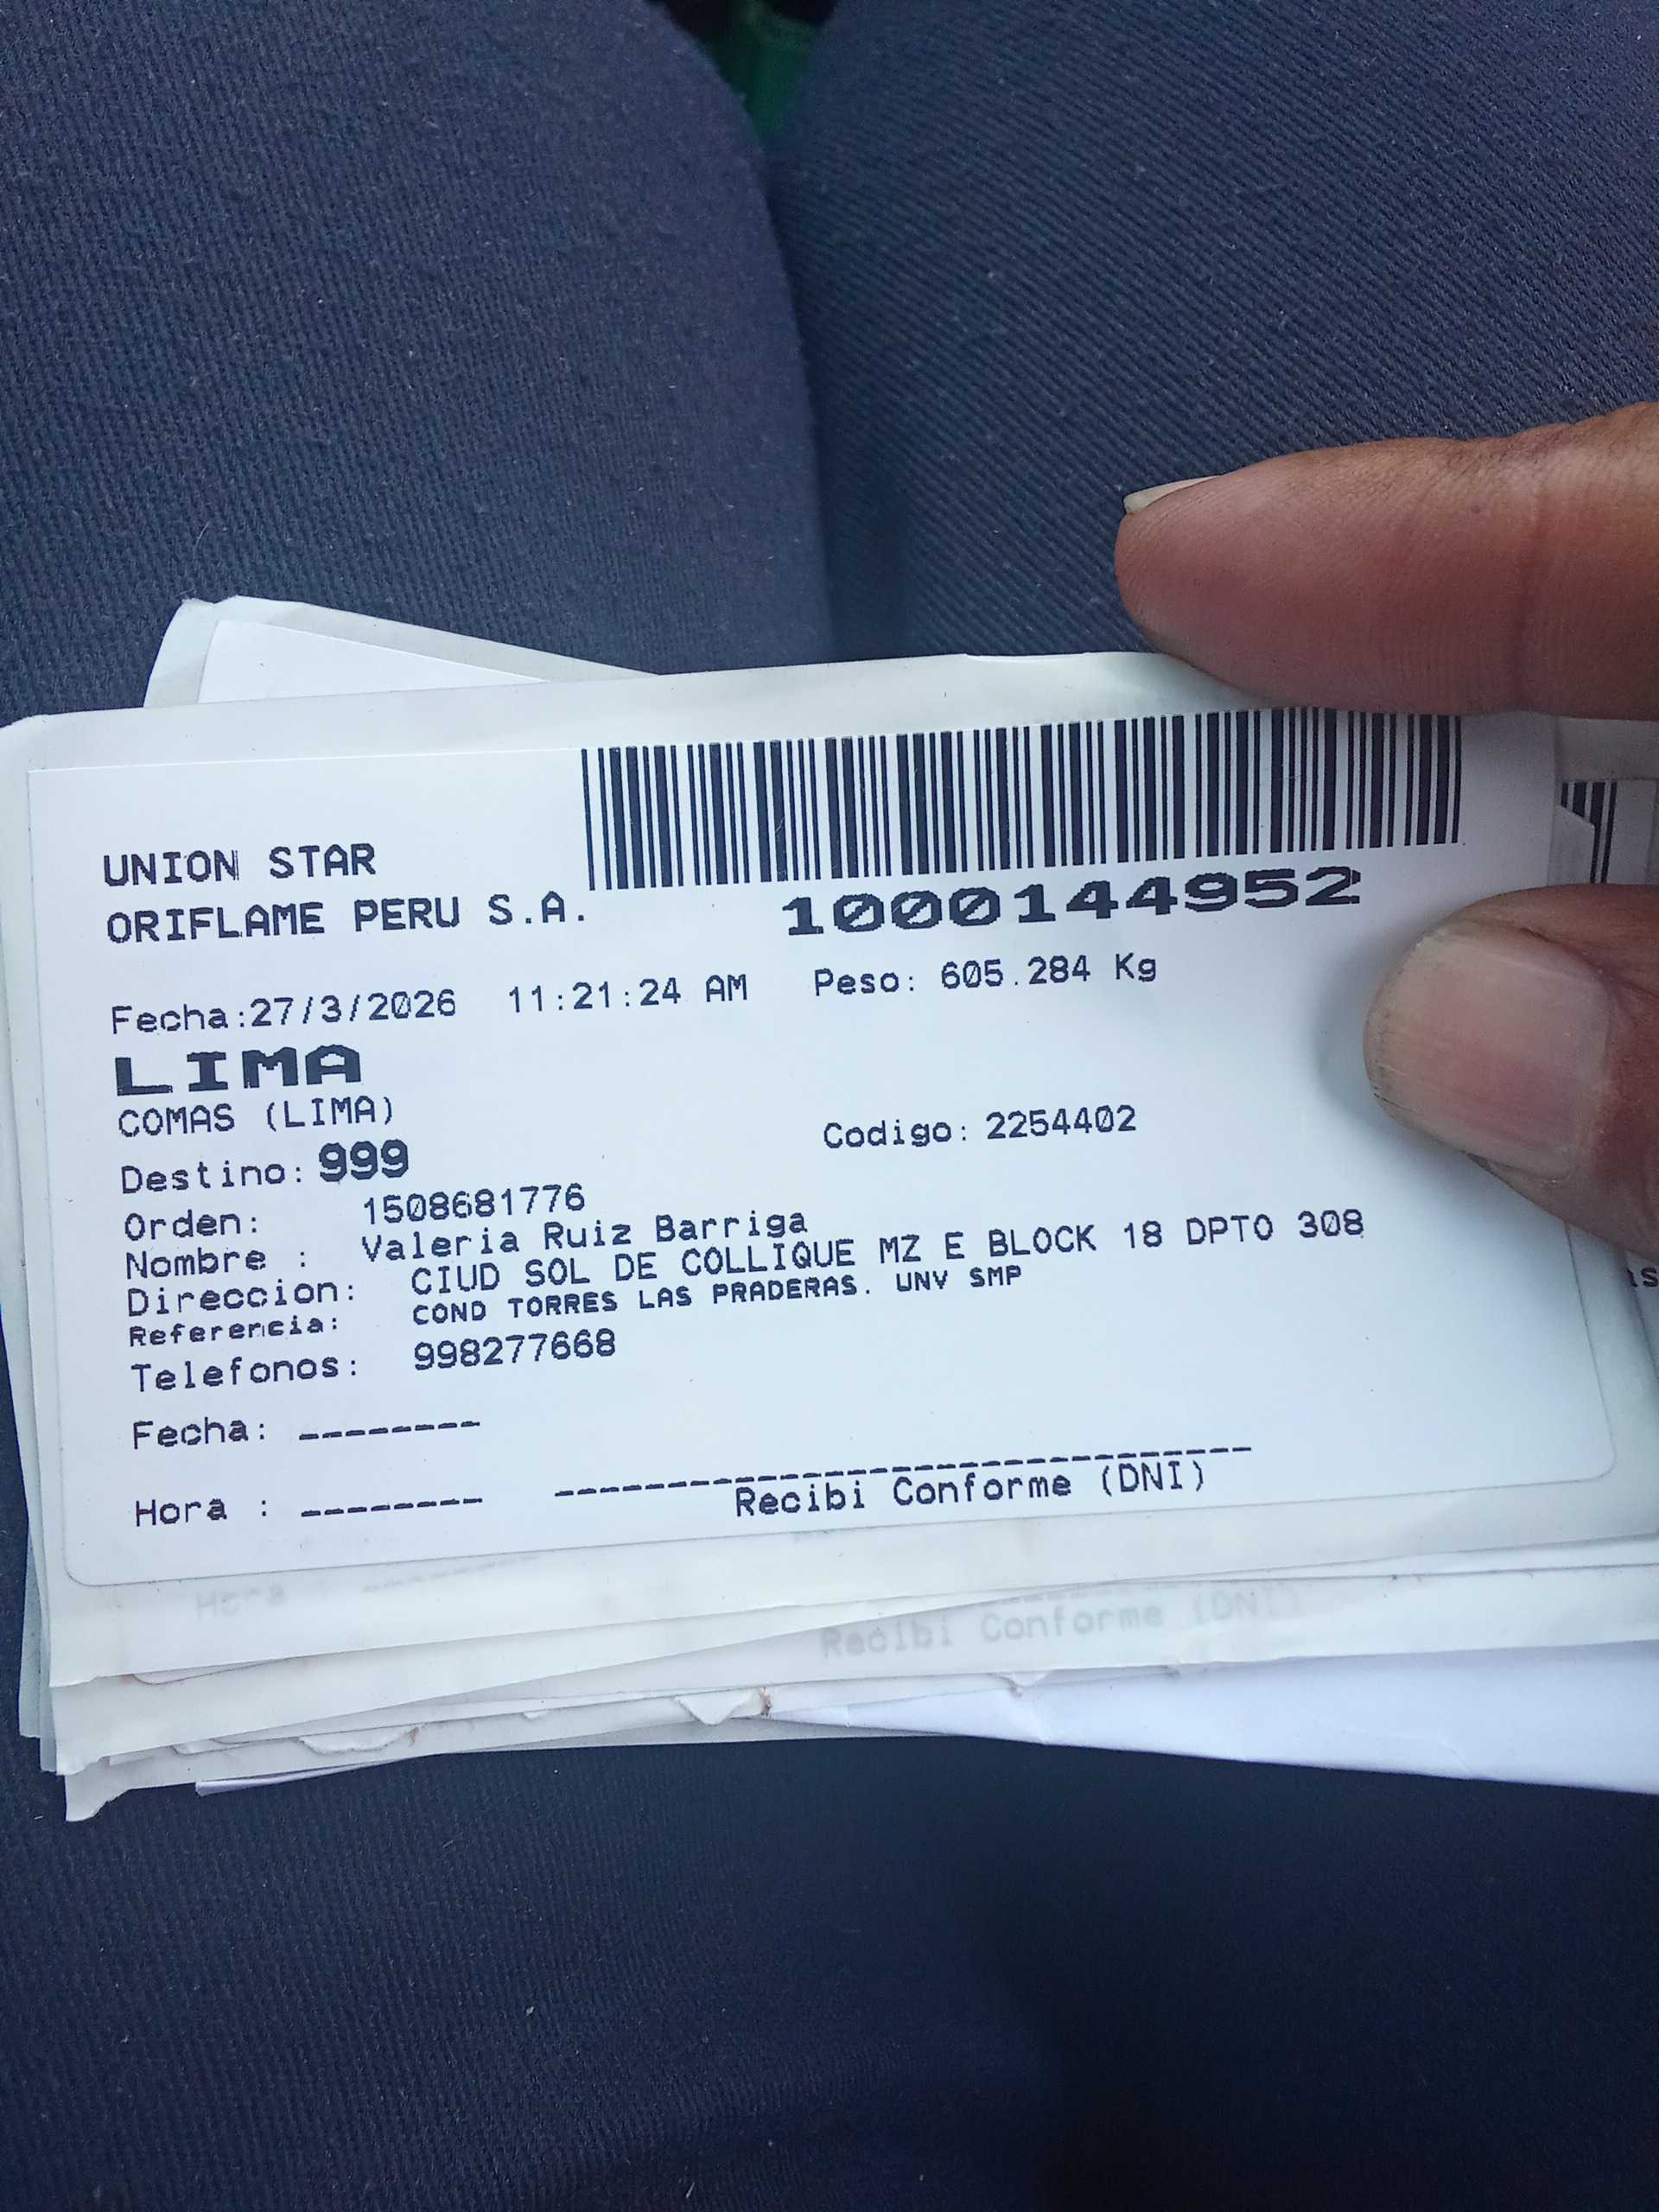 UNION STAR
ORIFLAME PERU S.A.
1000144952
Fecha:27/3/2026 11:21:24 AM Peso: 605.284 Kg
LIMA
COMAS (LIMA)
Destino: 999 Codigo: 2254402
Orden: 1508681776
Nombre : Valeria Ruiz Barriga
Direccion: CIUD SOL DE COLLIQUE MZ E BLOCK 18 DPTO 308
Referencia: COND TORRES LAS PRADERAS. UNV SMP
Telefonos: 998277668
Fecha: --------
Hora : --------
Recibi Conforme (DNI)
Hora
Recibi Conforme (DNI)